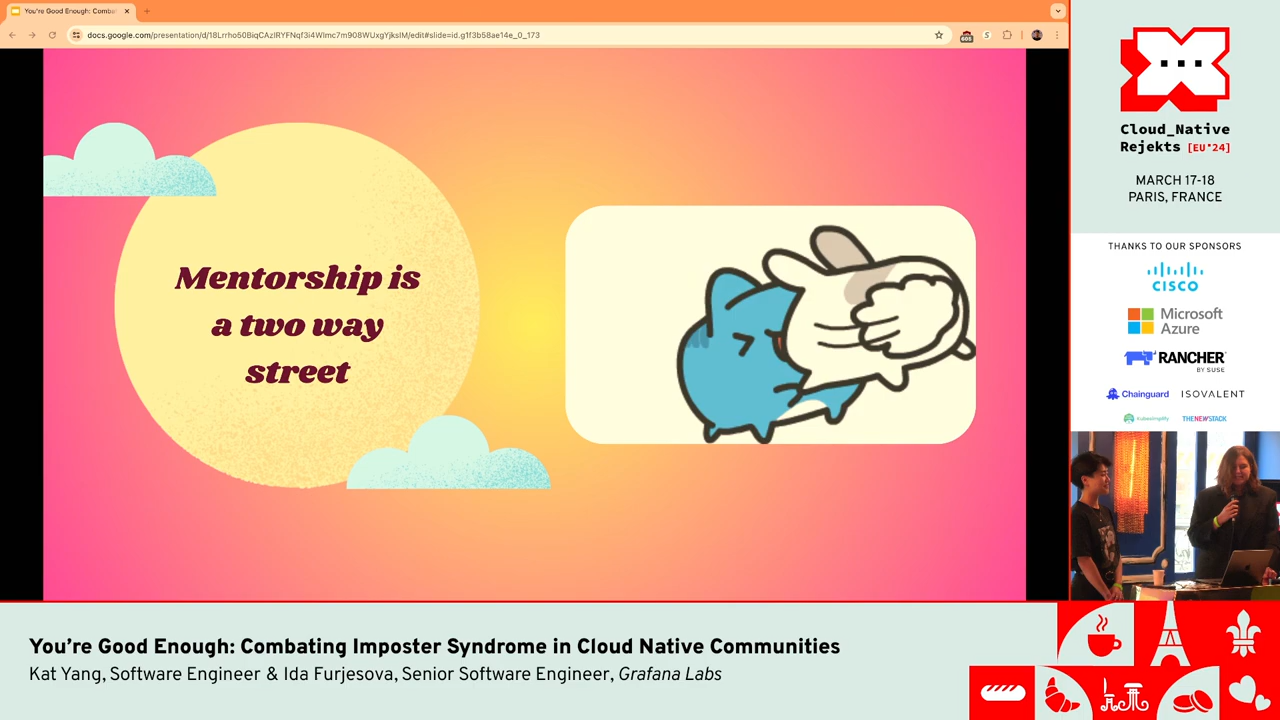 You're Good Enough: Combat
docs.google.com/presentation/d/18Lrrho50BiqCAzIRYFNqf3i4Wlmc7m908WUxgYjksIM/edit#slide=id.g1f3b58ae14e_0_173
605
S
Mentorship is
a two way
street
Cloud_Native
Rejekts [EU'24]
MARCH 17-18
PARIS, FRANCE
THANKS TO OUR SPONSORS
CISCO
Microsoft
Azure
RANCHER
BY SUSE
Chainguard
ISOVALENT
kubesimplify
THENEWSTACK
You're Good Enough: Combating Imposter Syndrome in Cloud Native Communities
Kat Yang, Software Engineer & Ida Furjesova, Senior Software Engineer, Grafana Labs